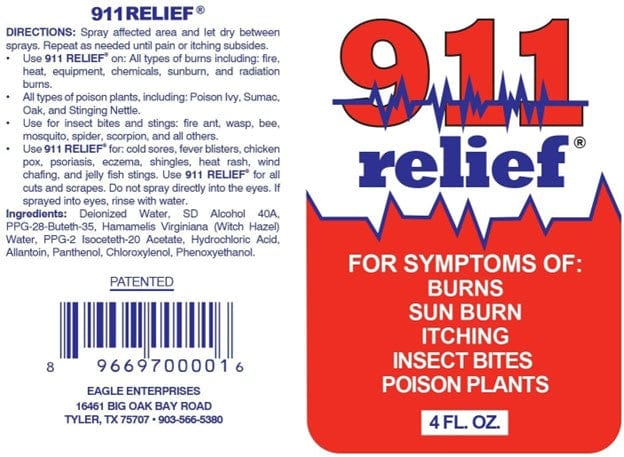 911RELIEF®
DIRECTIONS: Spray affected area and let dry between
sprays. Repeat as needed until pain or itching subsides.
• Use 911 RELIEF® on: All types of burns including: fire,
heat, equipment, chemicals, sunburn, and radiation
burns.
• All types of poison plants, including: Poison Ivy, Sumac,
Oak, and Stinging Nettle.
• Use for insect bites and stings: fire ant, wasp, bee,
mosquito, spider, scorpion, and all others.
• Use 911 RELIEF® for: cold sores, fever blisters, chicken
pox, psoriasis, eczema, shingles, heat rash, wind
chafing, and jelly fish stings. Use 911 RELIEF® for all
cuts and scrapes. Do not spray directly into the eyes. If
sprayed into eyes, rinse with water.
Ingredients: Deionized Water, SD Alcohol 40A,
PPG-28-Buteth-35, Hamamelis Virginiana (Witch Hazel)
Water, PPG-2 Isoceteth-20 Acetate, Hydrochloric Acid,
Allantoin, Panthenol, Chloroxylenol, Phenoxyethanol.
PATENTED
8 96697 00001 6
EAGLE ENTERPRISES
16461 BIG OAK BAY ROAD
TYLER, TX 75707 • 903-566-5380
911
relief®
FOR SYMPTOMS OF:
BURNS
SUN BURN
ITCHING
INSECT BITES
POISON PLANTS
4 FL. OZ.